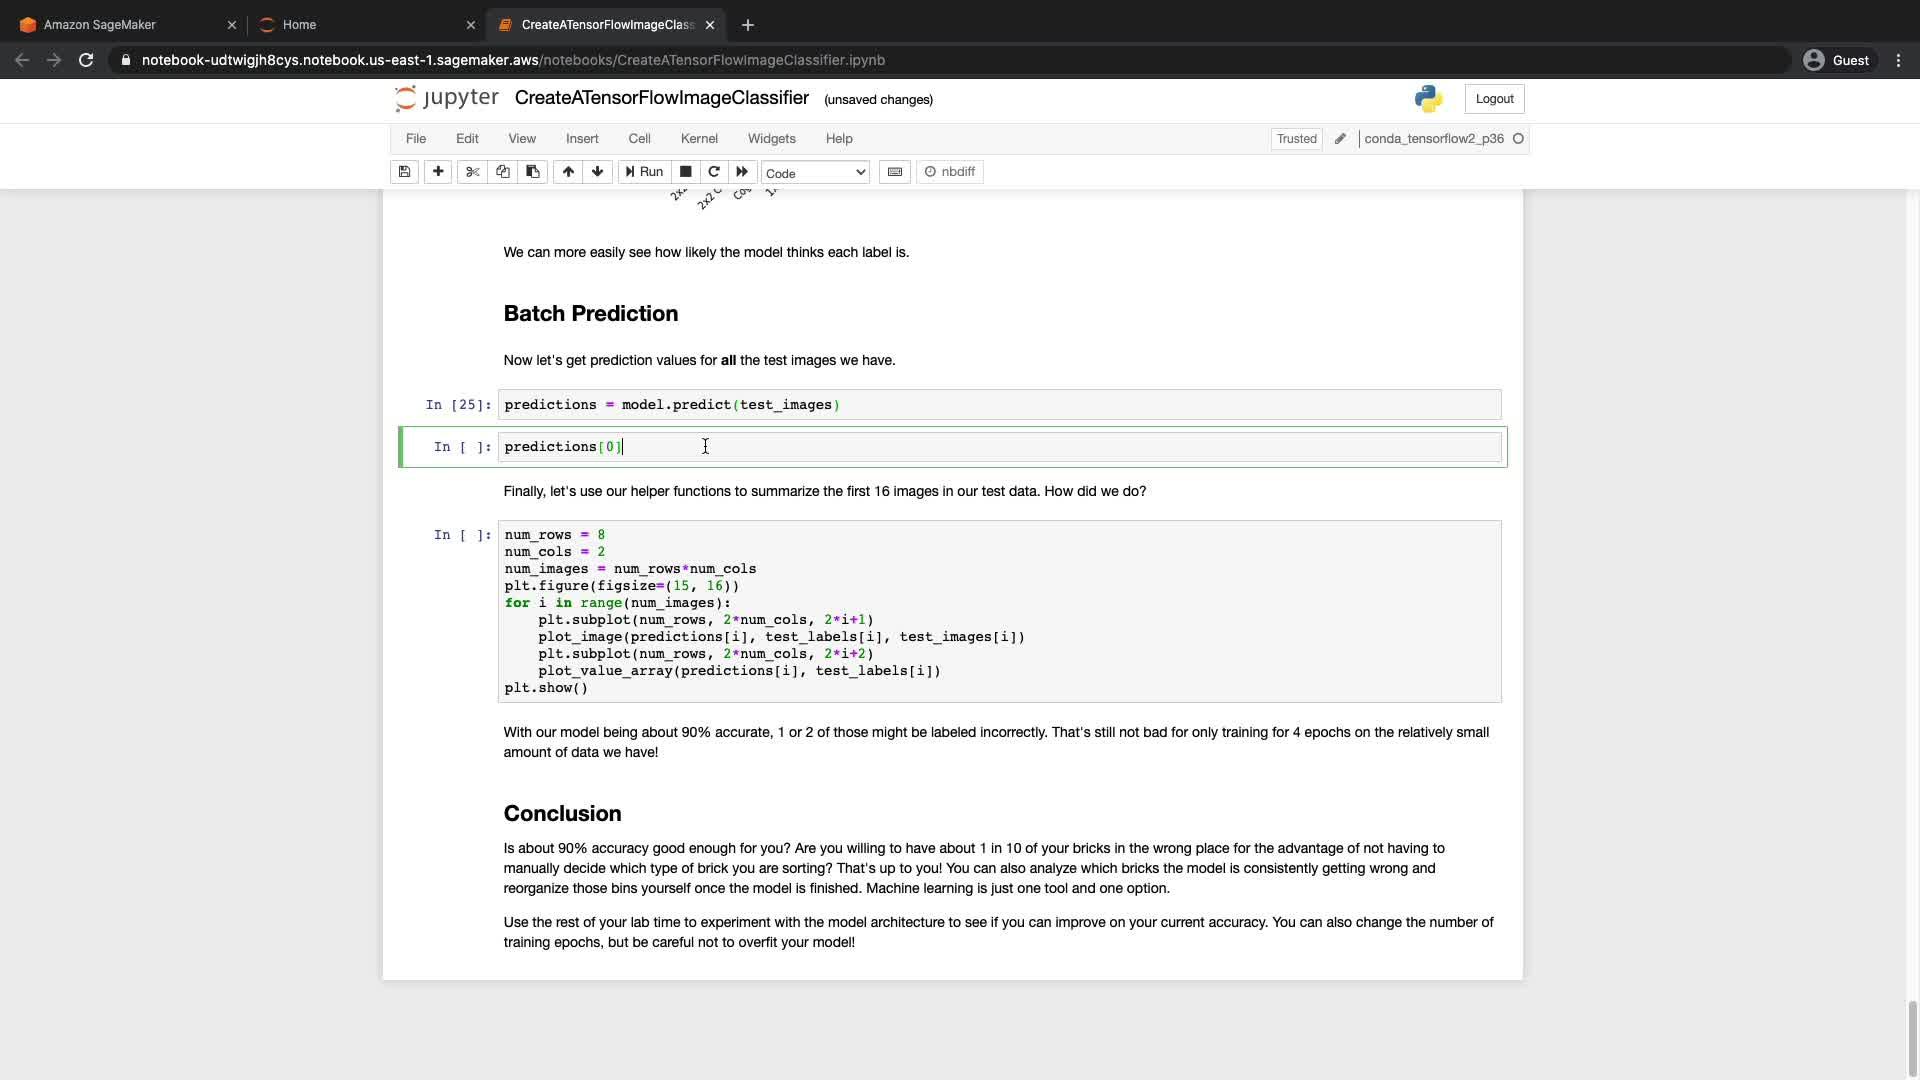 Amazon SageMaker
Home
CreateATensorFlowImageClass
notebook-udtwigjh8cys.notebook.us-east-1.sagemaker.aws/notebooks/CreateATensorFlowImageClassifier.ipynb
Guest
jupyter CreateATensorFlowImageClassifier (unsaved changes)
Logout
File Edit View Insert Cell Kernel Widgets Help
Trusted
conda_tensorflow2_p36
Run
Code
nbdiff
We can more easily see how likely the model thinks each label is.
Batch Prediction
Now let's get prediction values for all the test images we have.
In [25]: predictions = model.predict(test_images)
In [ ]: predictions[0]
Finally, let's use our helper functions to summarize the first 16 images in our test data. How did we do?
In [ ]: num_rows = 8
num_cols = 2
num_images = num_rows*num_cols
plt.figure(figsize=(15, 16))
for i in range(num_images):
    plt.subplot(num_rows, 2*num_cols, 2*i+1)
    plot_image(predictions[i], test_labels[i], test_images[i])
    plt.subplot(num_rows, 2*num_cols, 2*i+2)
    plot_value_array(predictions[i], test_labels[i])
plt.show()
With our model being about 90% accurate, 1 or 2 of those might be labeled incorrectly. That's still not bad for only training for 4 epochs on the relatively small
amount of data we have!
Conclusion
Is about 90% accuracy good enough for you? Are you willing to have about 1 in 10 of your bricks in the wrong place for the advantage of not having to
manually decide which type of brick you are sorting? That's up to you! You can also analyze which bricks the model is consistently getting wrong and
reorganize those bins yourself once the model is finished. Machine learning is just one tool and one option.
Use the rest of your lab time to experiment with the model architecture to see if you can improve on your current accuracy. You can also change the number of
training epochs, but be careful not to overfit your model!